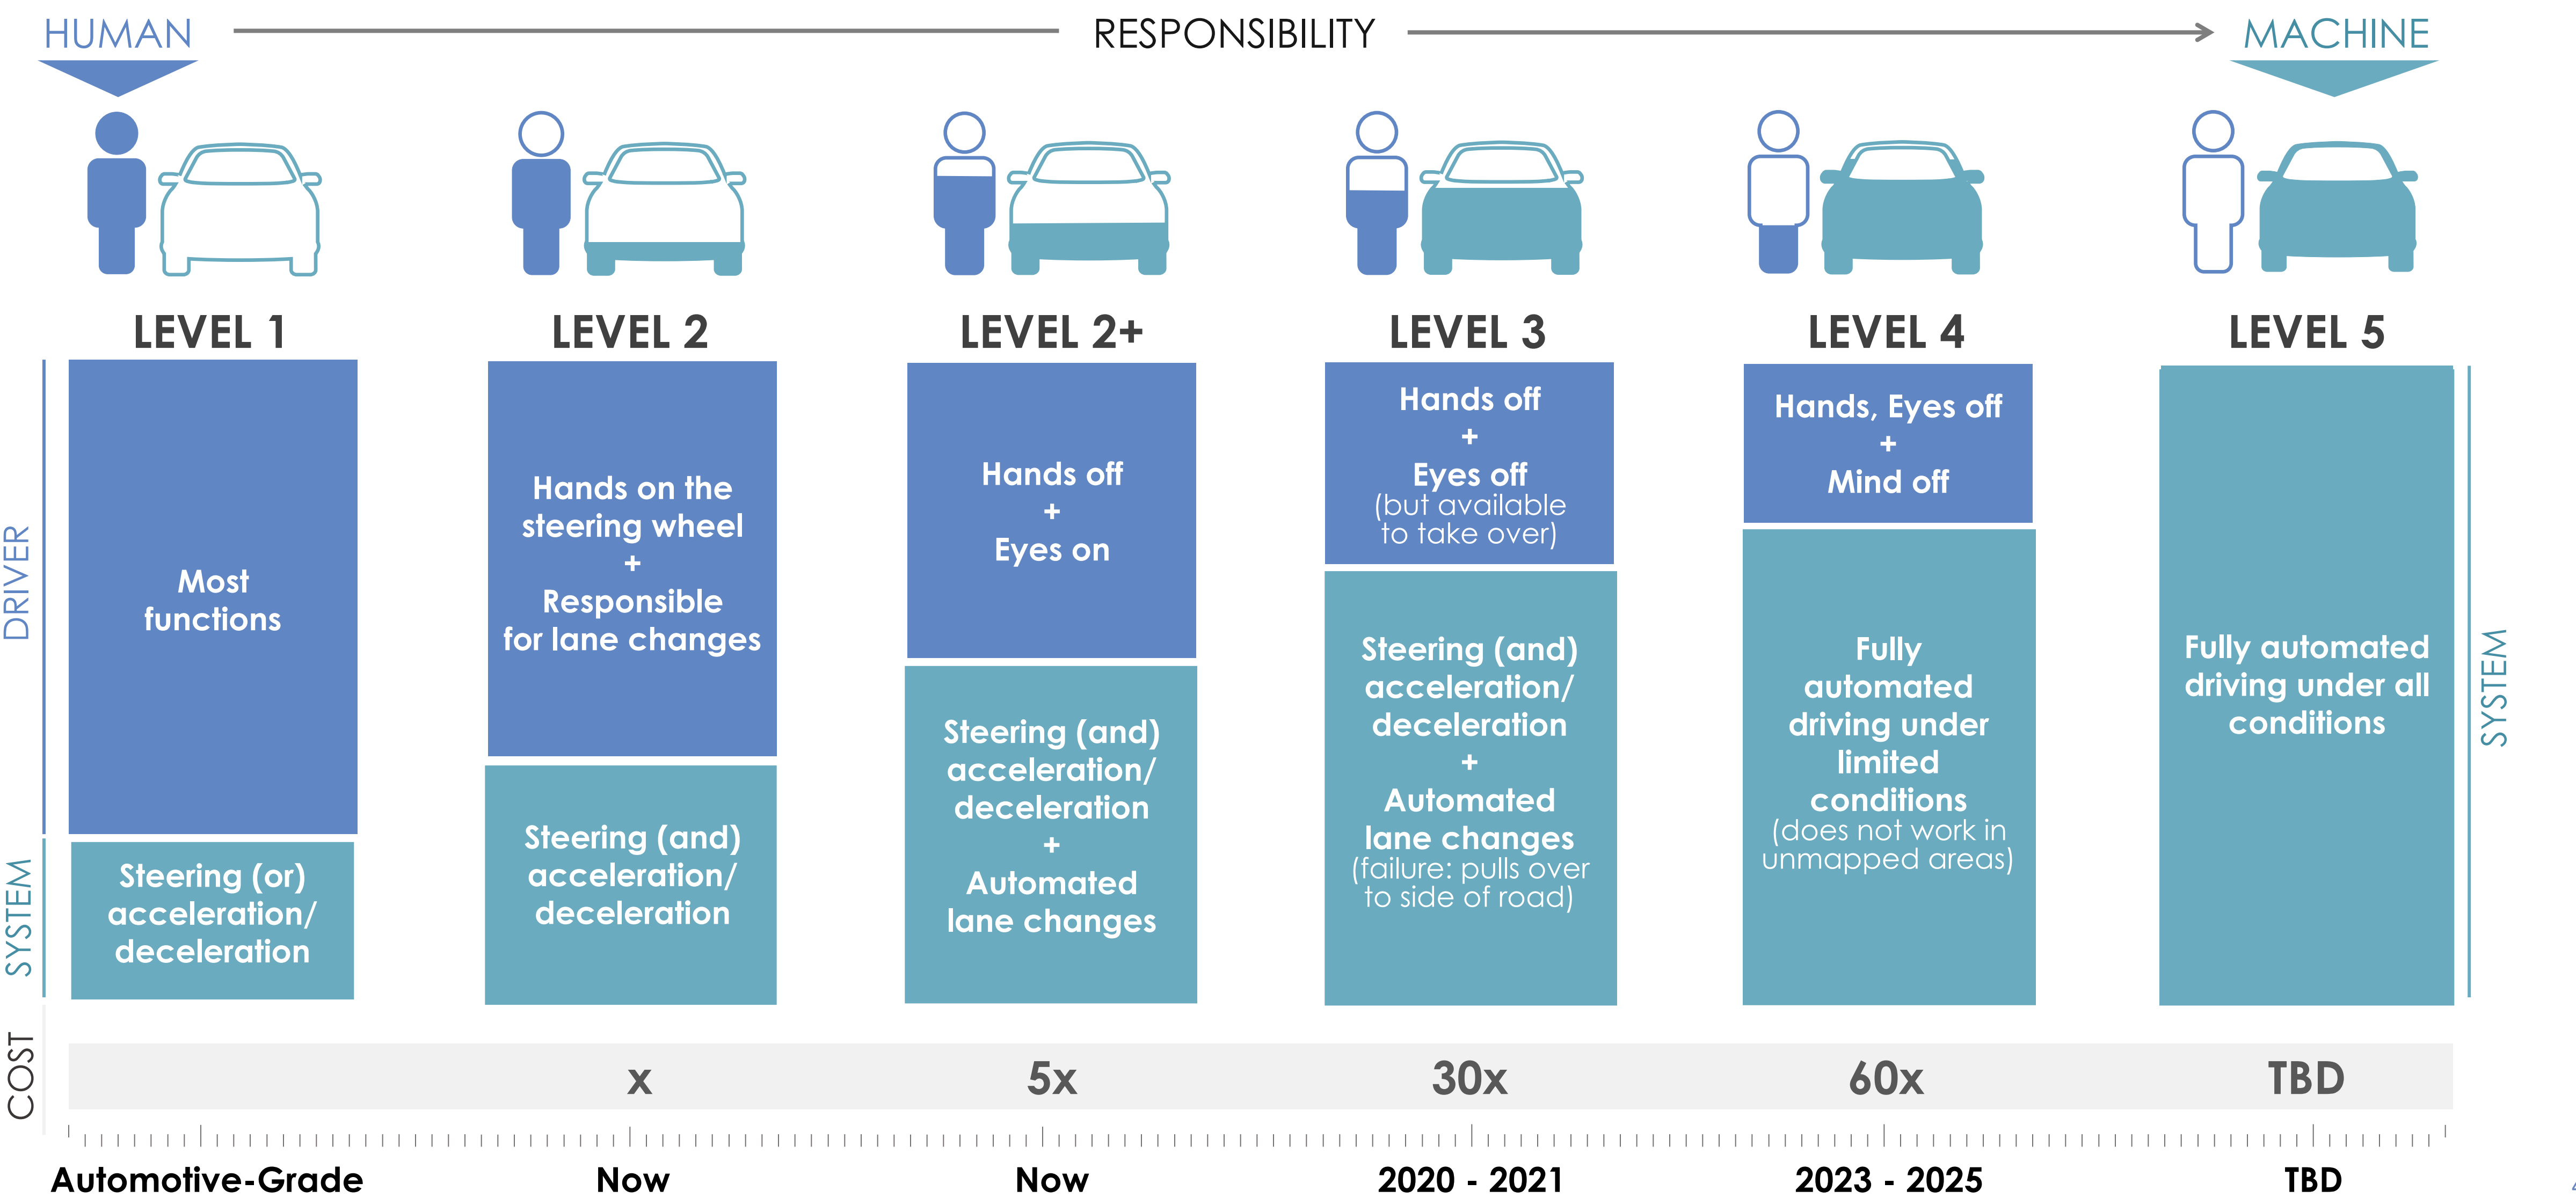 HUMAN
RESPONSIBILITY
MACHINE
LEVEL 1
LEVEL 2
LEVEL 2+
LEVEL 3
LEVEL 4
LEVEL 5
DRIVER
SYSTEM
COST
Most
functions
Steering (or)
acceleration/
deceleration
Hands on the
steering wheel
+
Responsible
for lane changes
Steering (and)
acceleration/
deceleration
Hands off
+
Eyes on
Steering (and)
acceleration/
deceleration
+
Automated
lane changes
Hands off
+
Eyes off
(but available
to take over)
Steering (and)
acceleration/
deceleration
+
Automated
lane changes
(failure: pulls over
to side of road)
Hands, Eyes off
+
Mind off
Fully
automated
driving under
limited
conditions
(does not work in
unmapped areas)
Fully automated
driving under all
conditions
SYSTEM
x
5x
30x
60x
TBD
Automotive-Grade
Now
Now
2020 - 2021
2023 - 2025
TBD